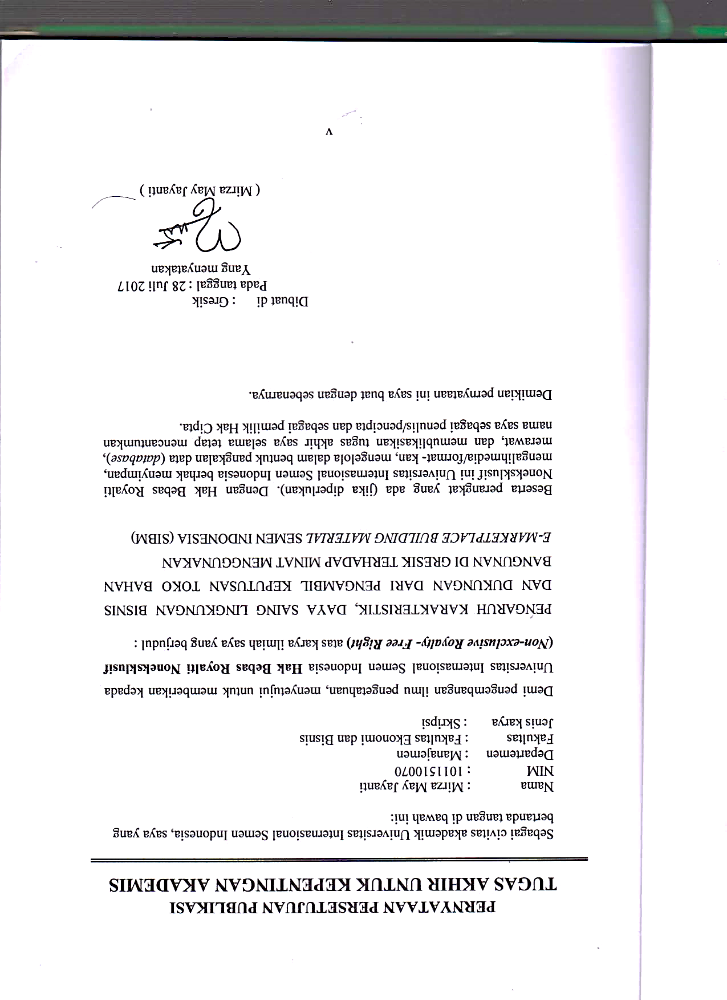 PERNYATAAN PERSETUJUAN PUBLIKASI
TUGAS AKHIR UNTUK KEPENTINGAN AKADEMIS
Sebagai civitas akademik Universitas Internasional Semen Indonesia, saya yang
bertanda tangan di bawah ini:
Nama : Mirza May Jayanti
NIM : 1011510070
Departemen : Manajemen
Fakultas : Fakultas Ekonomi dan Bisnis
Jenis karya : Skripsi
Demi pengembangan ilmu pengetahuan, menyetujui untuk memberikan kepada
Universitas Internasional Semen Indonesia Hak Bebas Royalti Noneksklusif
(Non-exclusive Royalty- Free Right) atas karya ilmiah saya yang berjudul :
PENGARUH KARAKTERISTIK, DAYA SAING LINGKUNGAN BISNIS
DAN DUKUNGAN DARI PENGAMBIL KEPUTUSAN TOKO BAHAN
BANGUNAN DI GRESIK TERHADAP MINAT MENGGUNAKAN
E-MARKETPLACE BUILDING MATERIAL SEMEN INDONESIA (SIBM)
Beserta perangkat yang ada (jika diperlukan). Dengan Hak Bebas Royalti
Noneksklusif ini Universitas Internasional Semen Indonesia berhak menyimpan,
mengalihmedia/format- kan, mengelola dalam bentuk pangkalan data (database),
merawat, dan memublikasikan tugas akhir saya selama tetap mencantumkan
nama saya sebagai penulis/pencipta dan sebagai pemilik Hak Cipta.
Demikian pernyataan ini saya buat dengan sebenarnya.
Dibuat di : Gresik
Pada tanggal : 28 Juli 2017
Yang menyatakan
( Mirza May Jayanti )
v